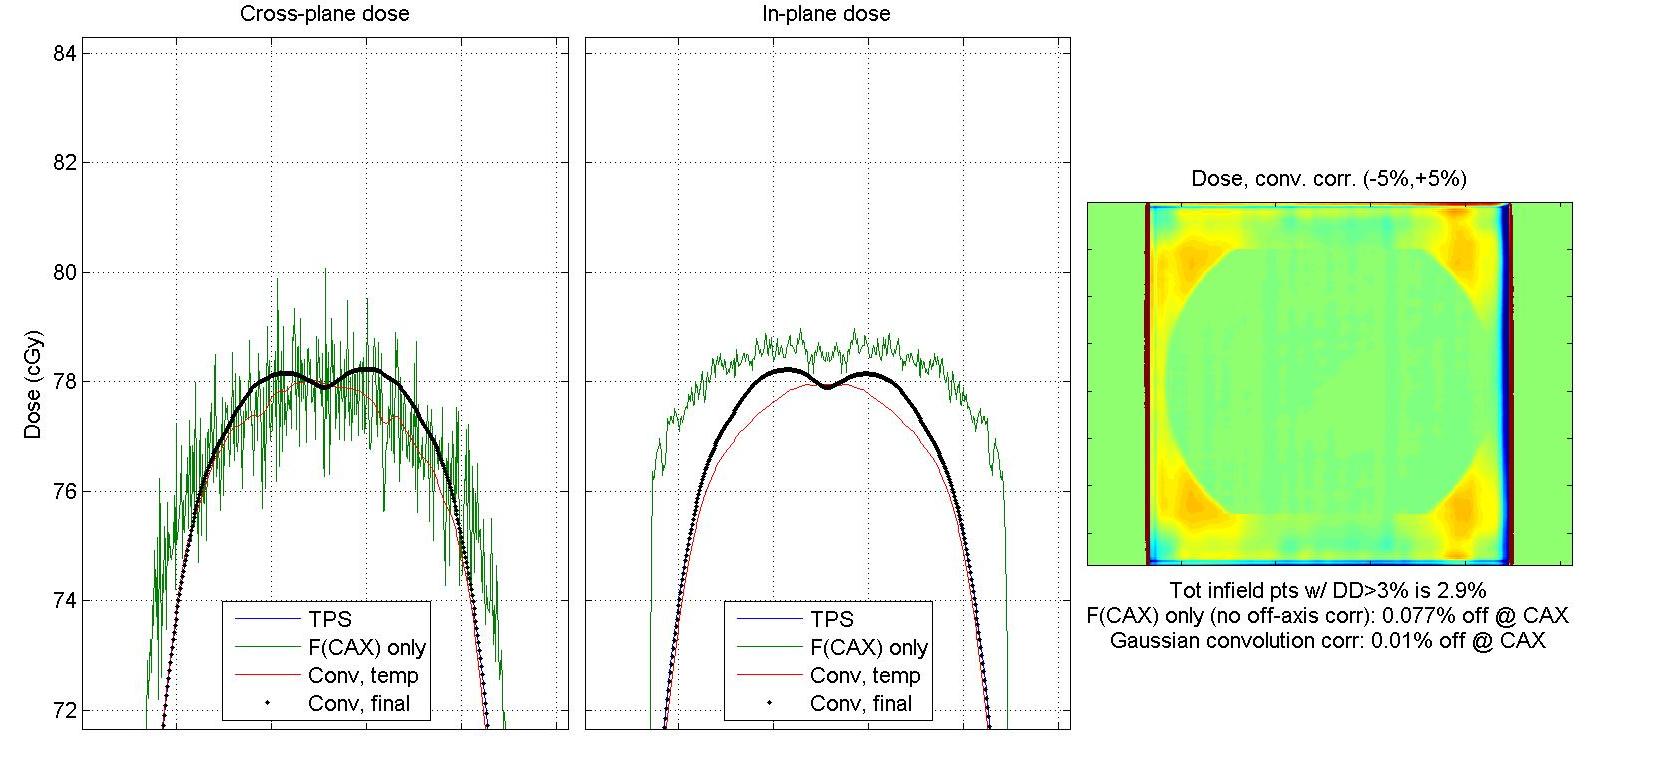 Cross-plane dose
In-plane dose
84
82
80
78
76
74
72
Dose (cGy)
TPS
F(CAX) only
Conv, temp
Conv, final
TPS
F(CAX) only
Conv, temp
Conv, final
Dose, conv. corr. (-5%,+5%)
Tot infield pts w/ DD>3% is 2.9%
F(CAX) only (no off-axis corr): 0.077% off @ CAX
Gaussian convolution corr: 0.01% off @ CAX